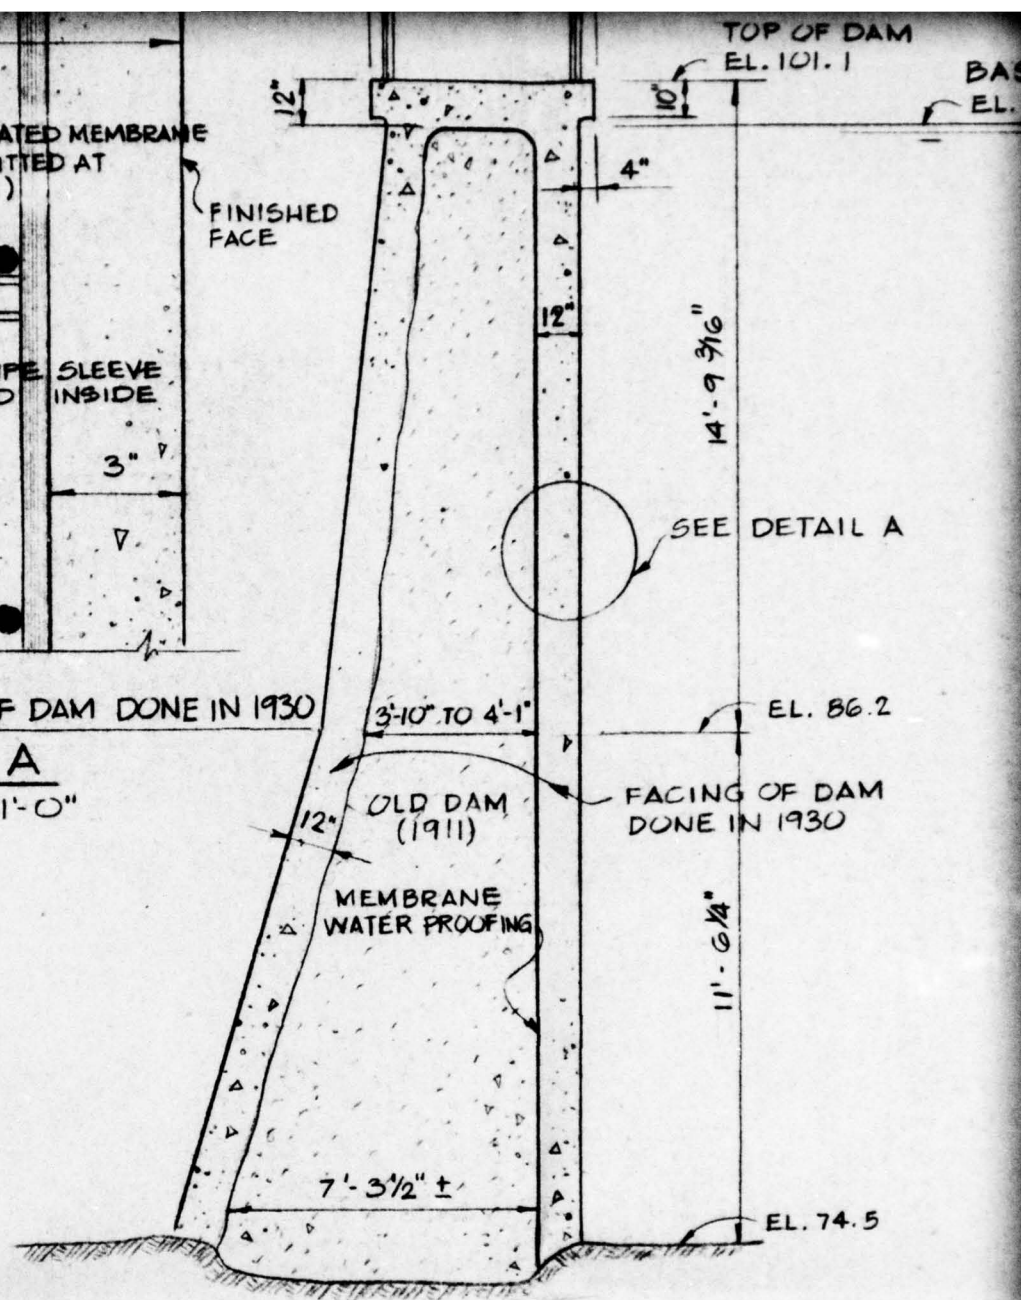 TOP OF DAM
EL. 101.1
BAS
EL.
12"
10"
ATED MEMBRANE
ITTED AT
)
4"
FINISHED
FACE
12"
14'-9 3/16"
IPE SLEEVE
D INSIDE
3"
SEE DETAIL A
F DAM DONE IN 1930
3'-10" TO 4'-1"
EL. 86.2
A
1'-0"
OLD DAM
(1911)
12"
FACING OF DAM
DONE IN 1930
MEMBRANE
WATER PROOFING
11'-6 1/4"
7'-3 1/2" ±
EL. 74.5